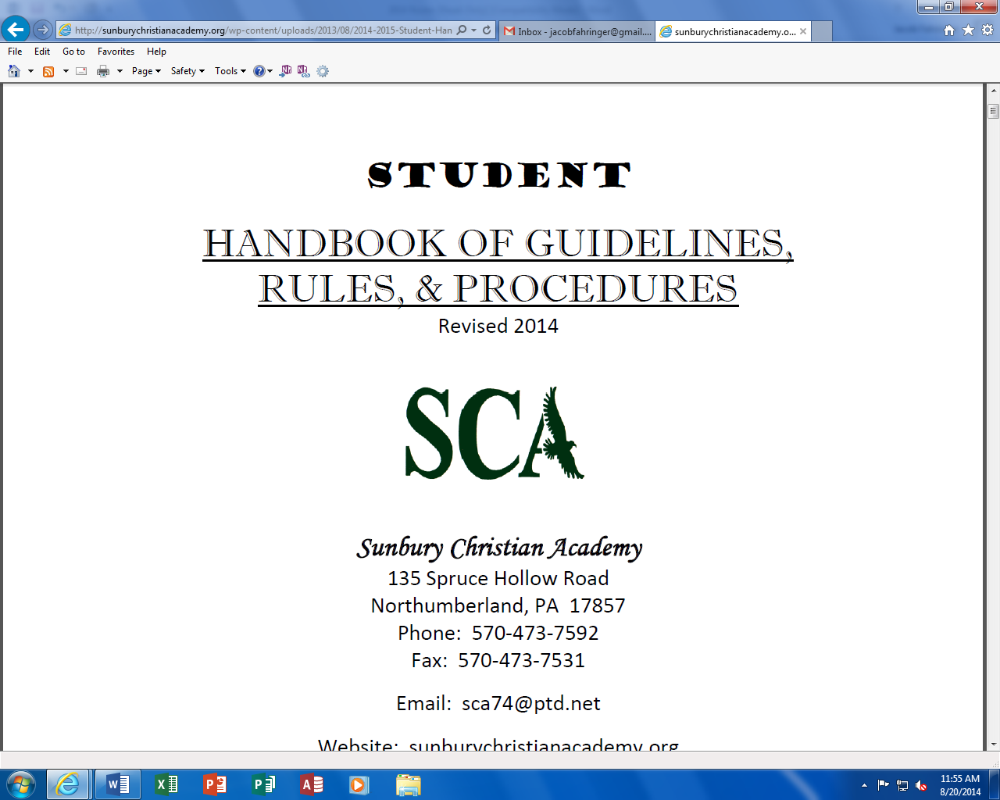 http://sunburychristianacademy.org/wp-content/uploads/2013/08/2014-2015-Student-Han
Inbox - jacobfahringer@gmail....
sunburychristianacademy.o...
File Edit Go to Favorites Help
Page Safety Tools
STUDENT
HANDBOOK OF GUIDELINES,
RULES, & PROCEDURES
Revised 2014
SCA
Sunbury Christian Academy
135 Spruce Hollow Road
Northumberland, PA 17857
Phone: 570-473-7592
Fax: 570-473-7531
Email: sca74@ptd.net
Website: sunburychristianacademy.org
11:55 AM
8/20/2014